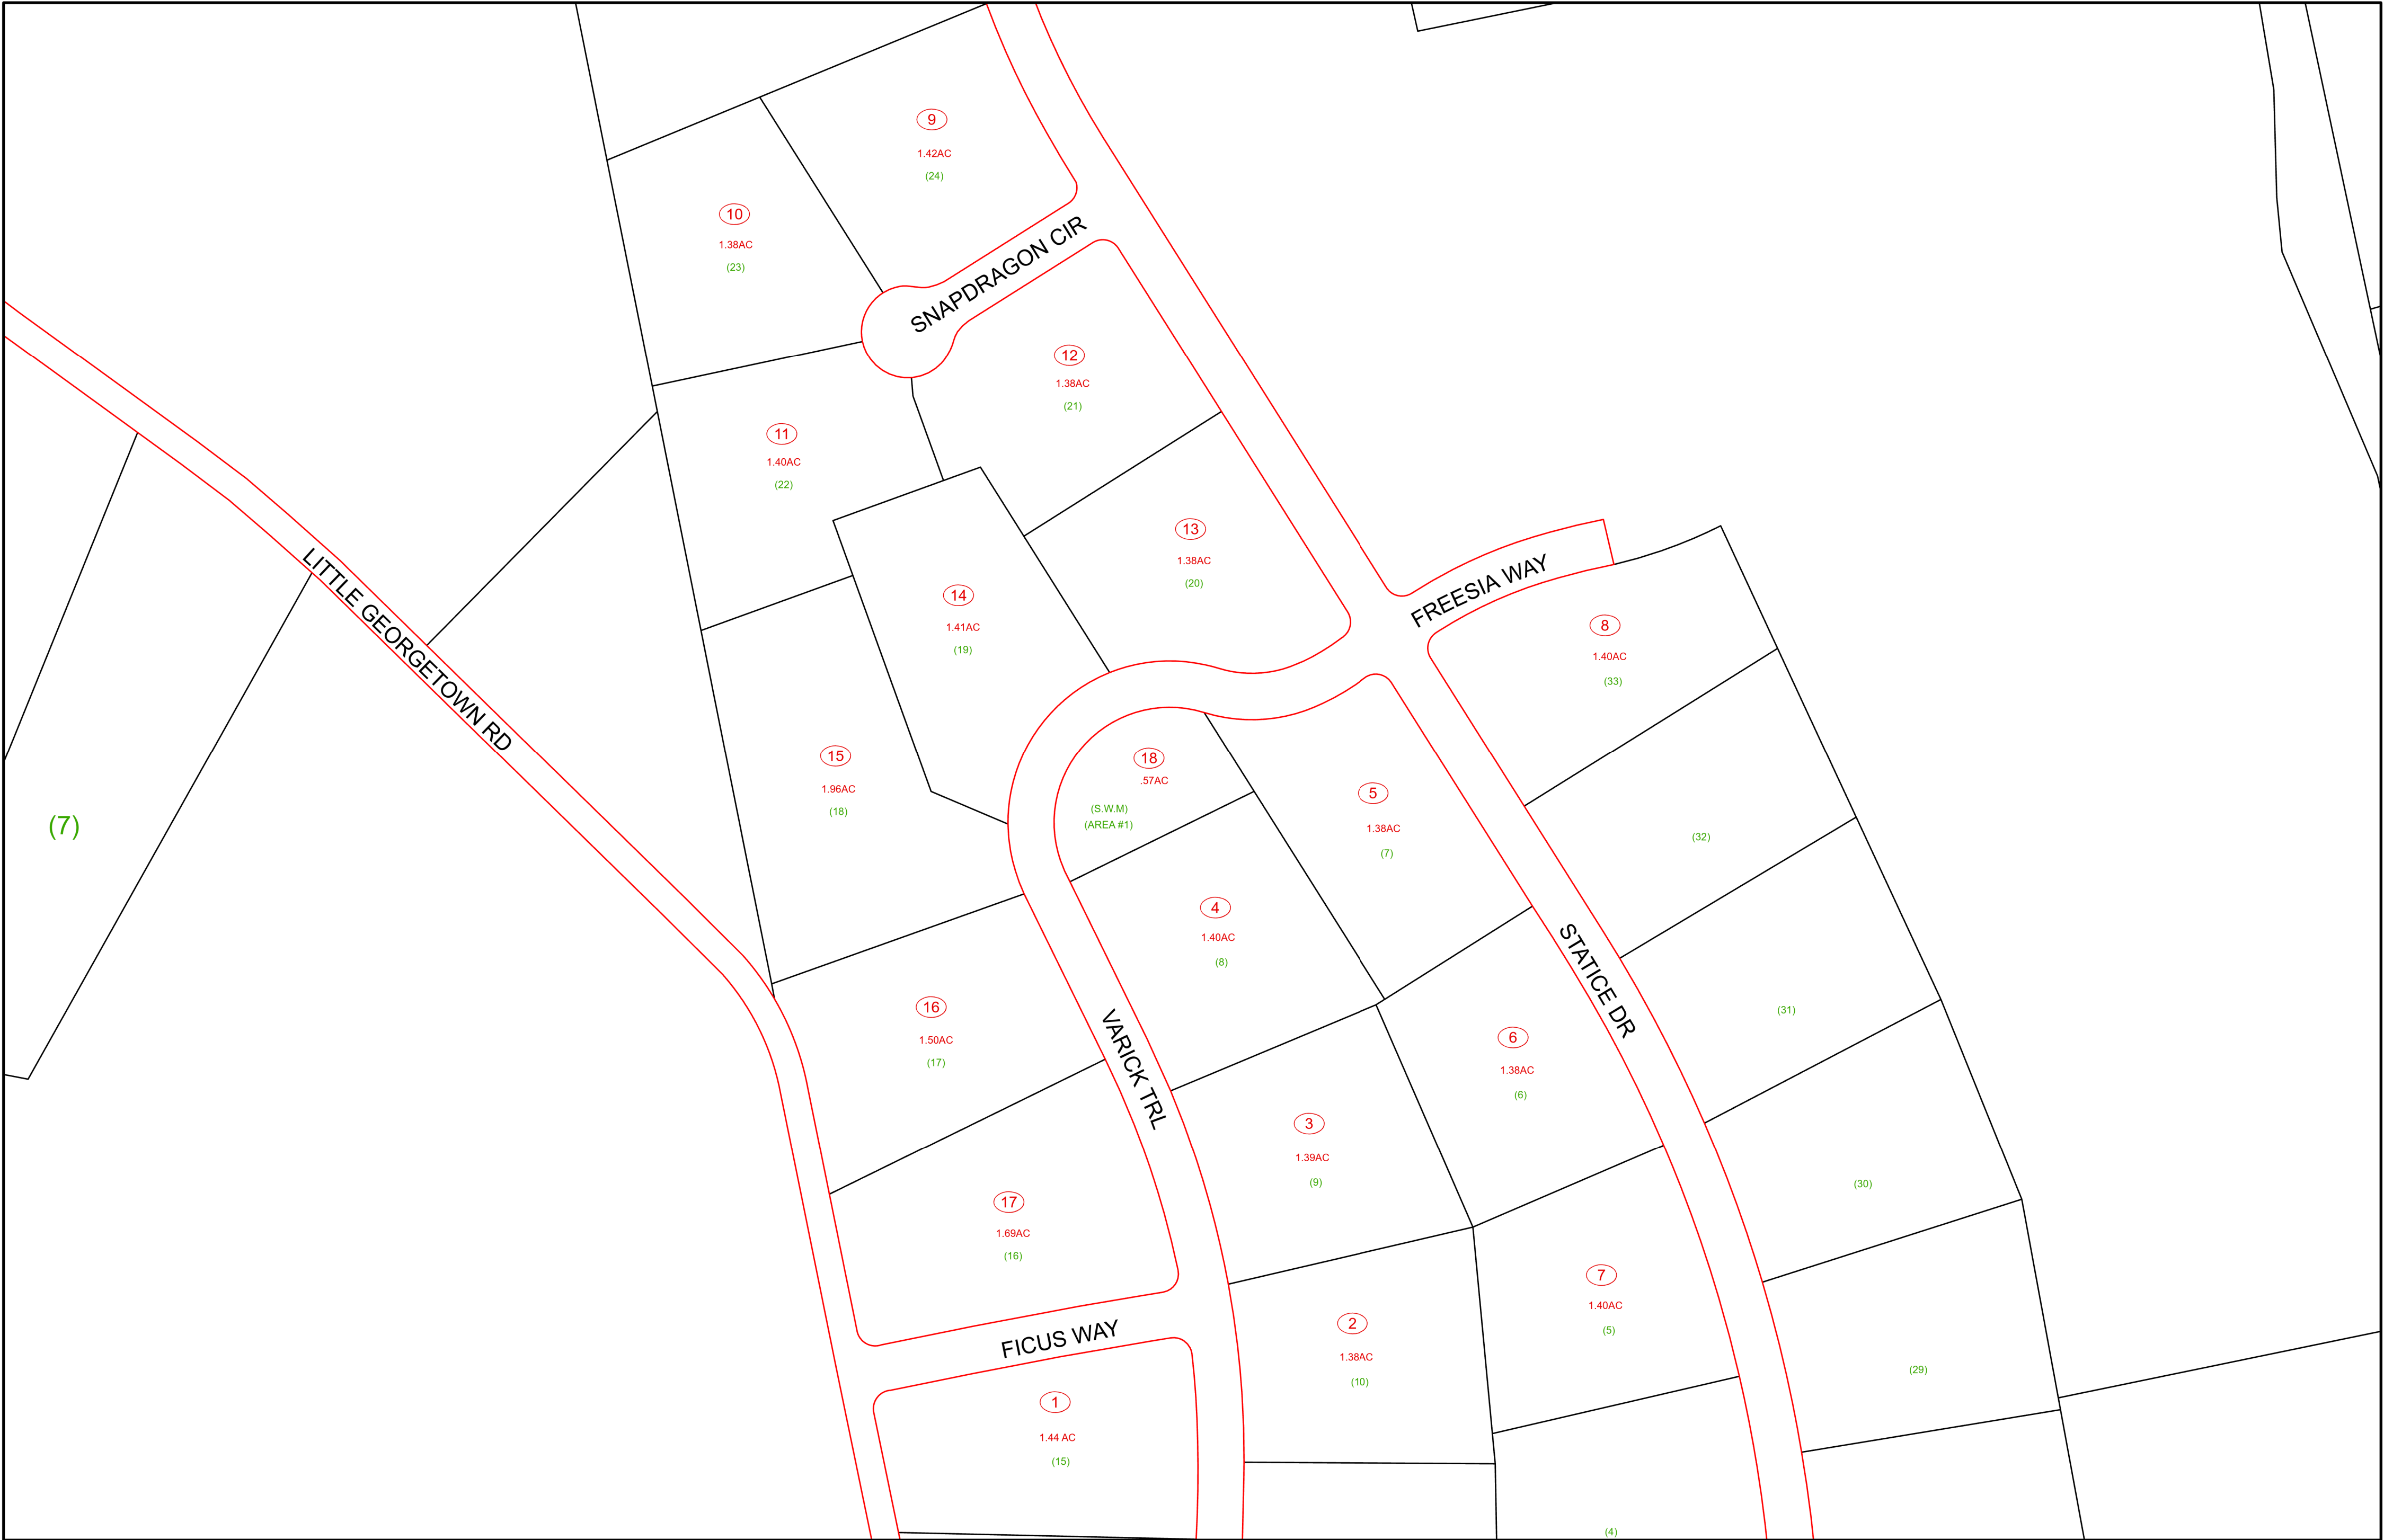 9
1.42AC
(24)
10
1.38AC
(23)
SNAPDRAGON CIR
12
1.38AC
(21)
11
1.40AC
(22)
13
1.38AC
(20)
14
1.41AC
(19)
FREESIA WAY
8
1.40AC
(33)
LITTLE GEORGETOWN RD
15
1.96AC
(18)
18
.57AC
(S.W.M)
(AREA #1)
5
1.38AC
(7)
(7)
(32)
4
1.40AC
(8)
STATICE DR
16
1.50AC
(17)
VARICK TRL
(31)
6
1.38AC
(6)
3
1.39AC
(9)
(30)
17
1.69AC
(16)
7
1.40AC
(5)
2
1.38AC
(10)
FICUS WAY
(29)
1
1.44 AC
(15)
(4)